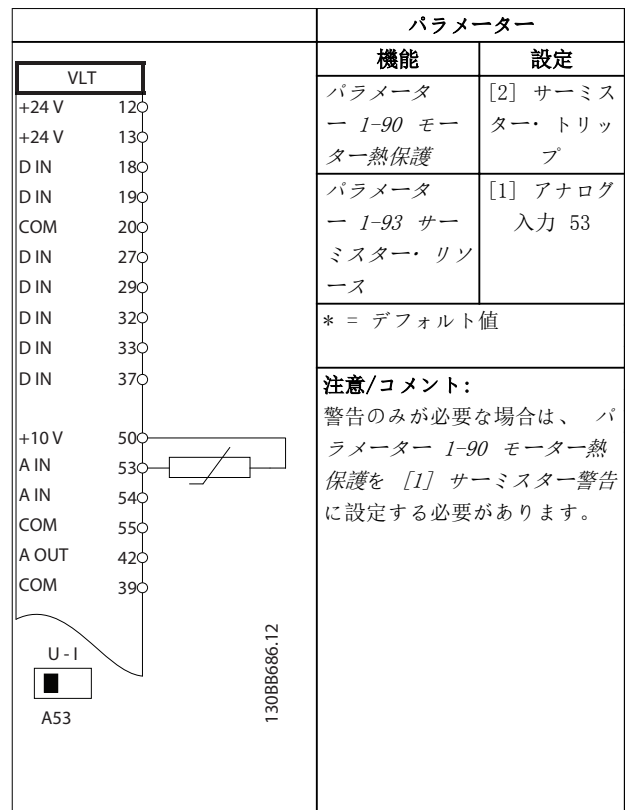 パラメーター
機能 設定
パラメータ
ー 1-90 モー
ター熱保護
[2] サーミス
ター・ トリッ
プ
パラメータ
ー 1-93 サー
ミスター・ リソ
ース
[1] アナログ
入力 53
* = デフォルト値
注意/コメント:
警告のみが必要な場合は、 パ
ラメーター 1-90 モーター熱
保護を [1] サーミスター警告
に設定する必要があります。
VLT
+24 V 12
+24 V 13
D IN 18
D IN 19
COM 20
D IN 27
D IN 29
D IN 32
D IN 33
D IN 37
+10 V 50
A IN 53
A IN 54
COM 55
A OUT 42
COM 39
U - I
A53
130BB686.12